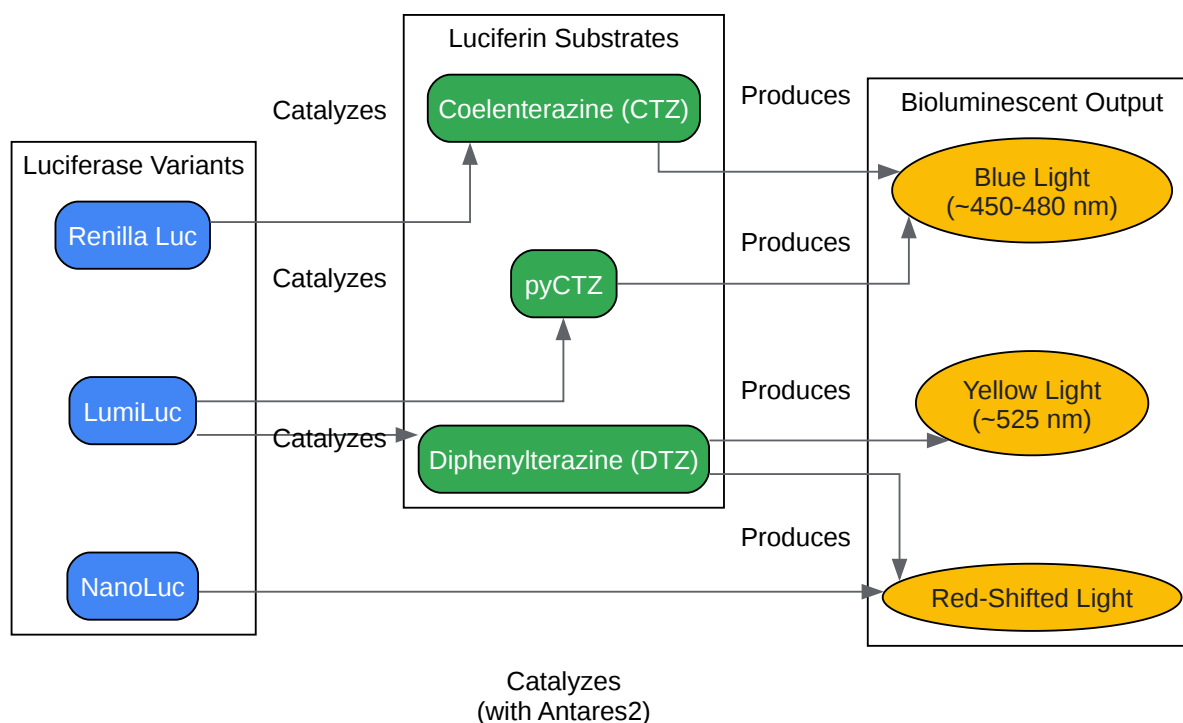 Luciferase Variants
Renilla Luc
LumiLuc
NanoLuc
Catalyzes
Catalyzes
Catalyzes
Catalyzes
(with Antares2)
Luciferin Substrates
Coelenterazine (CTZ)
pyCTZ
Diphenylterazine (DTZ)
Produces
Produces
Produces
Produces
Bioluminescent Output
Blue Light
(~450-480 nm)
Yellow Light
(~525 nm)
Red-Shifted Light